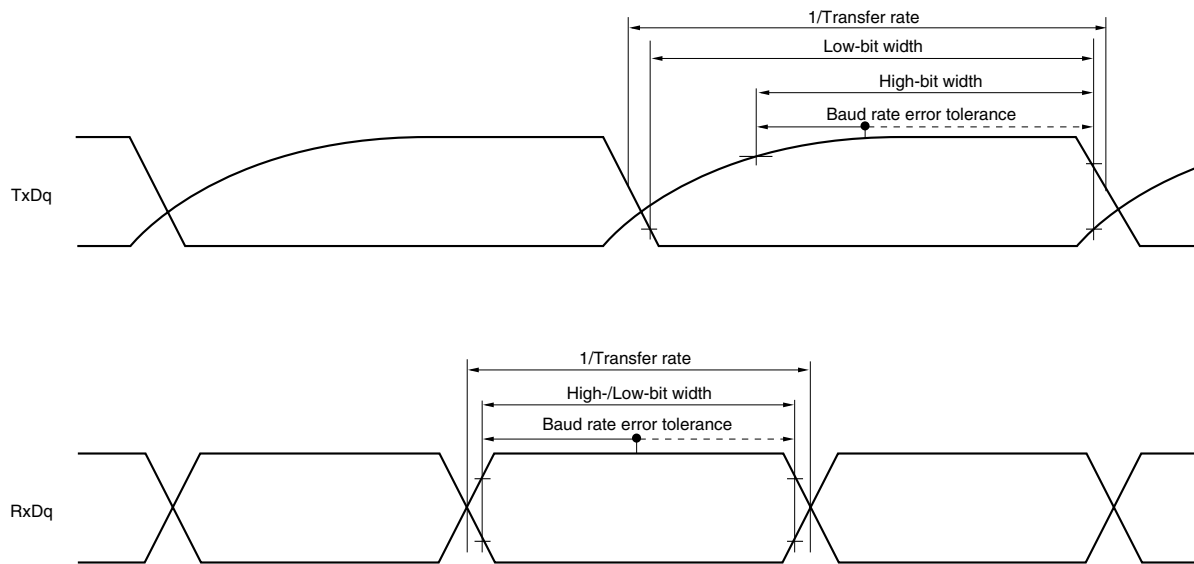 1/Transfer rate
Low-bit width
High-bit width
Baud rate error tolerance
TxDq
1/Transfer rate
High-/Low-bit width
Baud rate error tolerance
RxDq